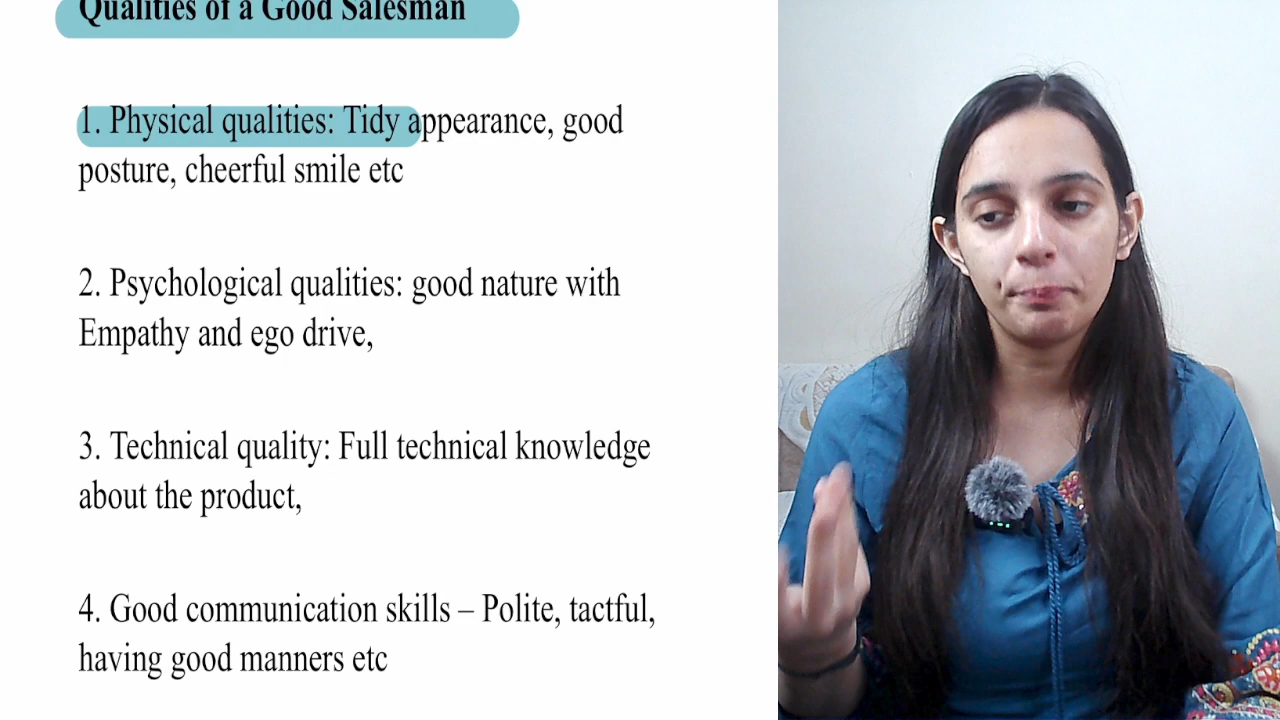 Qualities of a Good Salesman
1. Physical qualities: Tidy appearance, good
posture, cheerful smile etc
2. Psychological qualities: good nature with
Empathy and ego drive,
3. Technical quality: Full technical knowledge
about the product,
4. Good communication skills – Polite, tactful,
having good manners etc